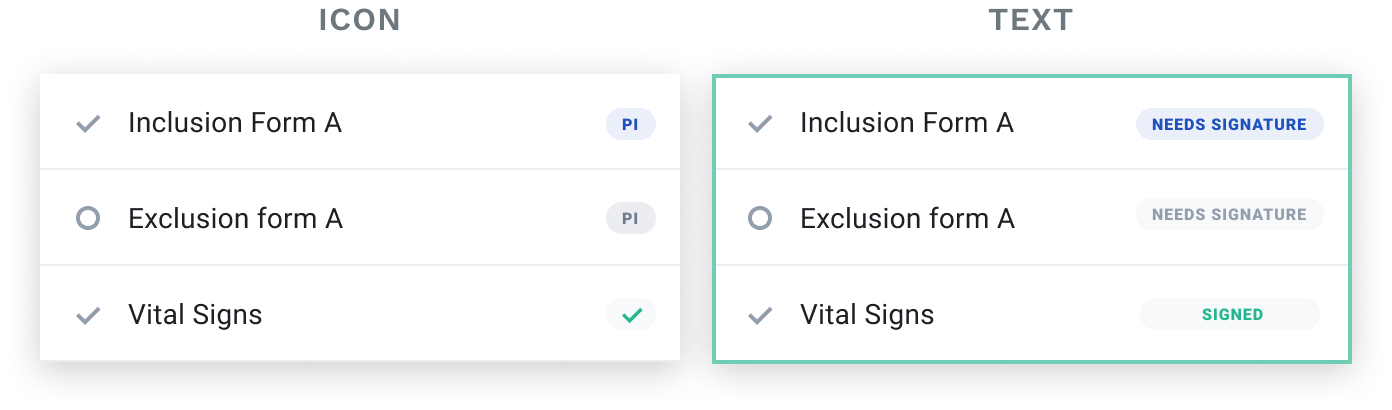 ICON
Inclusion Form A PI
Exclusion form A PI
Vital Signs
TEXT
Inclusion Form A NEEDS SIGNATURE
Exclusion form A NEEDS SIGNATURE
Vital Signs SIGNED